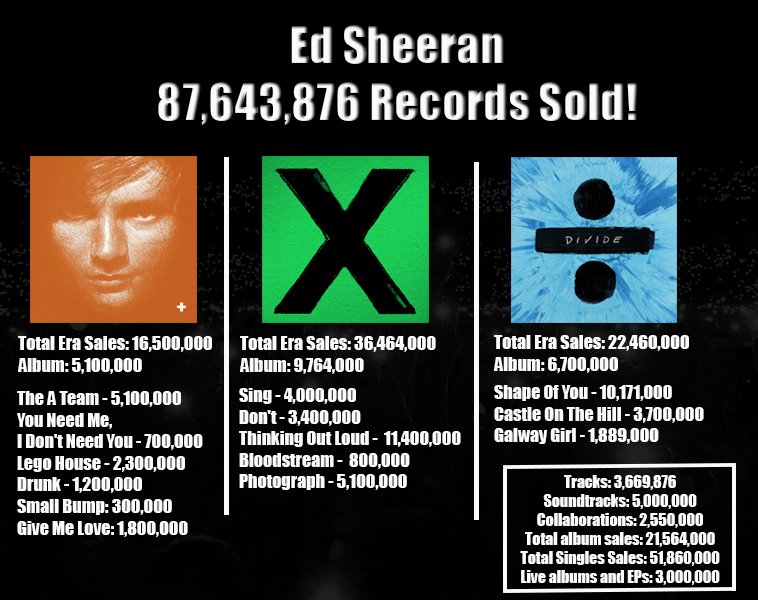 Ed Sheeran
87,643,876 Records Sold!
+
X
DIVIDE
Total Era Sales: 16,500,000
Album: 5,100,000
The A Team - 5,100,000
You Need Me,
I Don't Need You - 700,000
Lego House - 2,300,000
Drunk - 1,200,000
Small Bump: 300,000
Give Me Love: 1,800,000
Total Era Sales: 36,464,000
Album: 9,764,000
Sing - 4,000,000
Don't - 3,400,000
Thinking Out Loud - 11,400,000
Bloodstream - 800,000
Photograph - 5,100,000
Total Era Sales: 22,460,000
Album: 6,700,000
Shape Of You - 10,171,000
Castle On The Hill - 3,700,000
Galway Girl - 1,889,000
Tracks: 3,669,876
Soundtracks: 5,000,000
Collaborations: 2,550,000
Total album sales: 21,564,000
Total Singles Sales: 51,860,000
Live albums and EPs: 3,000,000